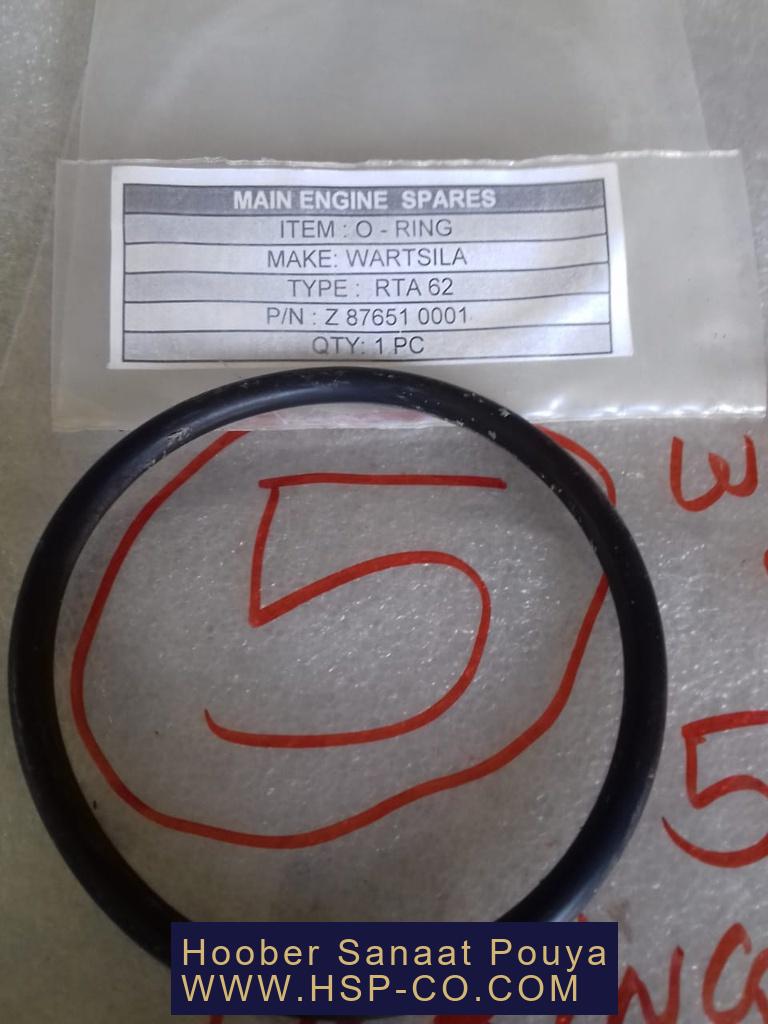 MAIN ENGINE SPARES
ITEM : O - RING
MAKE: WARTSILA
TYPE : RTA 62
P/N : Z 87651 0001
QTY: 1 PC
5
5
Hoober Sanaat Pouya
WWW.HSP-CO.COM